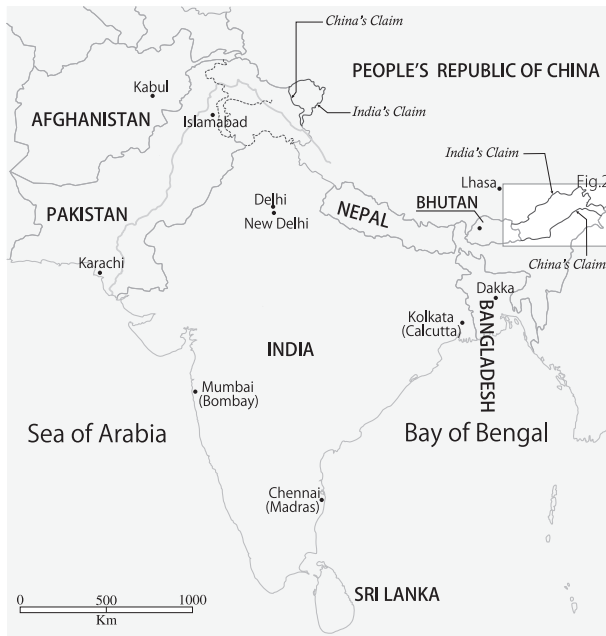 China's Claim
PEOPLE'S REPUBLIC OF CHINA
Kabul
India's Claim
AFGHANISTAN
Islamabad
India's Claim
Lhasa
Fig.2
Delhi
New Delhi
NEPAL
BHUTAN
PAKISTAN
China's Claim
Karachi
Dakka
Kolkata
(Calcutta)
BANGLADESH
INDIA
Mumbai
(Bombay)
Sea of Arabia
Bay of Bengal
Chennai
(Madras)
SRI LANKA
0 500 1000
Km